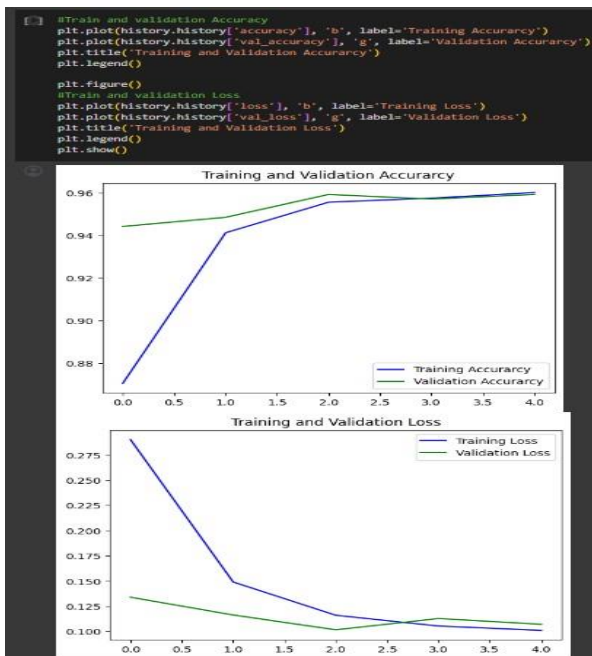 #Train and validation Accuracy
plt.plot(history.history['accuracy'], 'b', label='Training Accurarcy')
plt.plot(history.history['val_accuracy'], 'g', label='Validation Accurarcy')
plt.title('Training and Validation Accurarcy')
plt.legend()
plt.figure()
#Train and validation Loss
plt.plot(history.history['loss'], 'b', label='Training Loss')
plt.plot(history.history['val_loss'], 'g', label='Validation Loss')
plt.title('Training and Validation Loss')
plt.legend()
plt.show()
Training and Validation Accurarcy
0.96
0.94
0.92
0.90
0.88
Training Accurarcy
Validation Accurarcy
0.0 0.5 1.0 1.5 2.0 2.5 3.0 3.5 4.0
Training and Validation Loss
Training Loss
Validation Loss
0.275
0.250
0.225
0.200
0.175
0.150
0.125
0.100
0.0 0.5 1.0 1.5 2.0 2.5 3.0 3.5 4.0